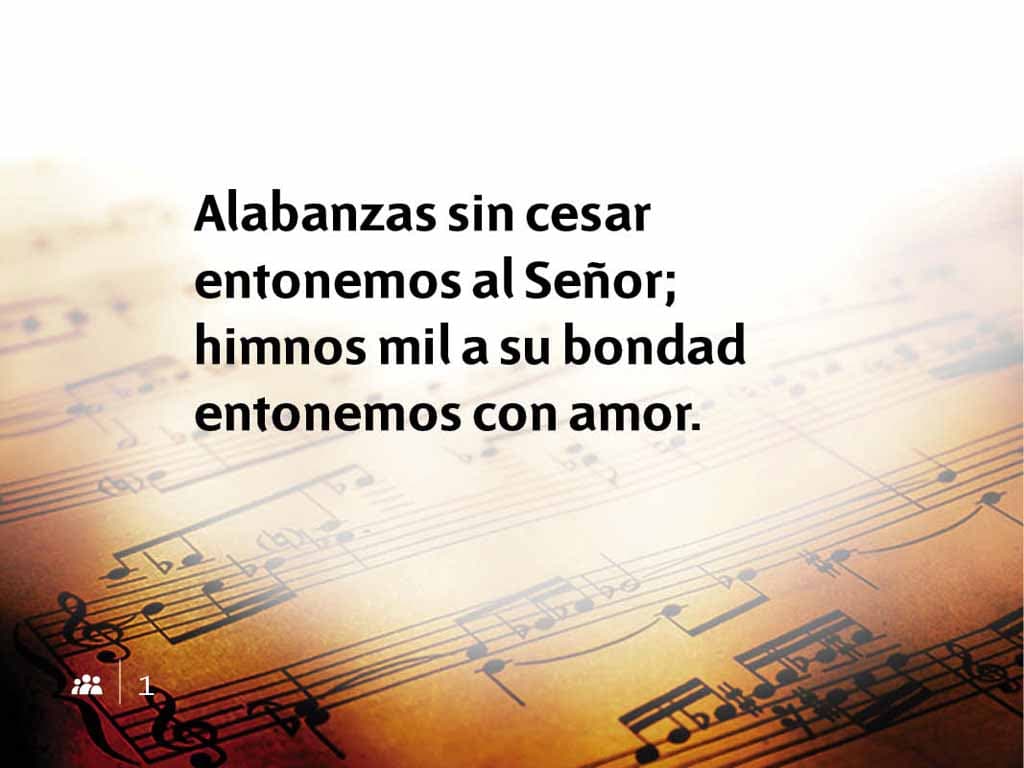 Alabanzas sin cesar
entonemos al Señor;
himnos mil a su bondad
entonemos con amor.
1